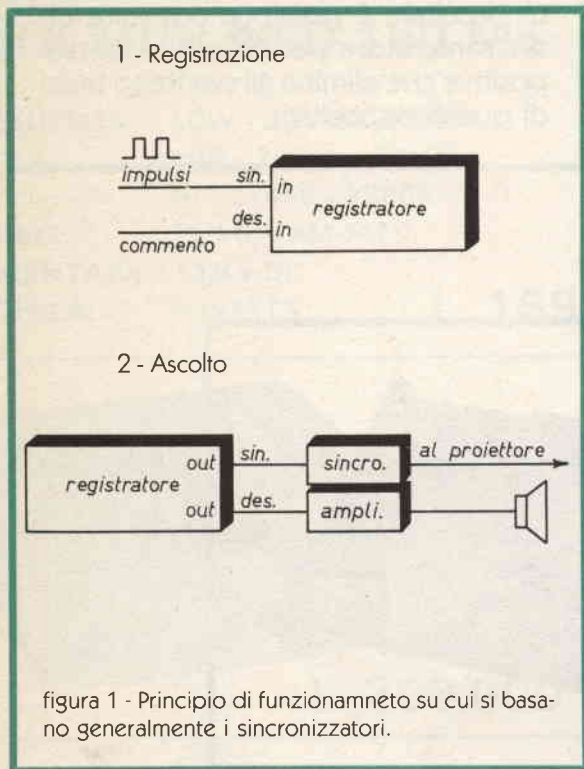 1 - Registrazione
impulsi sin. in
registratore
des. in
commento
2 - Ascolto
out sin. sincro. al proiettore
registratore
out des. ampli.
figura 1 - Principio di funzionamneto su cui si basa-
no generalmente i sincronizzatori.